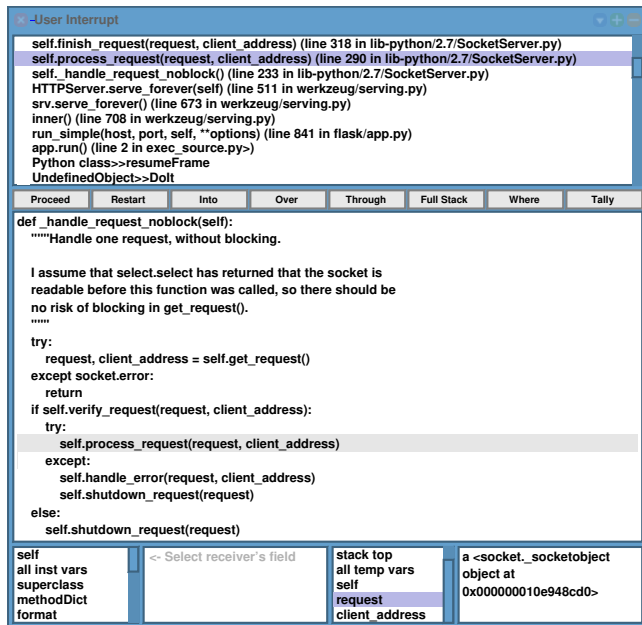 User Interrupt
self.finish_request(request, client_address) (line 318 in lib-python/2.7/SocketServer.py)
self.process_request(request, client_address) (line 290 in lib-python/2.7/SocketServer.py)
self._handle_request_noblock() (line 233 in lib-python/2.7/SocketServer.py)
HTTPServer.serve_forever(self) (line 511 in werkzeug/serving.py)
srv.serve_forever() (line 673 in werkzeug/serving.py)
inner() (line 708 in werkzeug/serving.py)
run_simple(host, port, self, **options) (line 841 in flask/app.py)
app.run() (line 2 in exec_source.py>)
Python class>>resumeFrame
UndefinedObject>>DoIt
Proceed Restart Into Over Through Full Stack Where Tally
def _handle_request_noblock(self):
"""Handle one request, without blocking.
I assume that select.select has returned that the socket is
readable before this function was called, so there should be
no risk of blocking in get_request().
"""
try:
request, client_address = self.get_request()
except socket.error:
return
if self.verify_request(request, client_address):
try:
self.process_request(request, client_address)
except:
self.handle_error(request, client_address)
self.shutdown_request(request)
else:
self.shutdown_request(request)
self
all inst vars
superclass
methodDict
format
<- Select receiver's field
stack top
all temp vars
self
request
client_address
a <socket._socketobject
object at
0x000000010e948cd0>